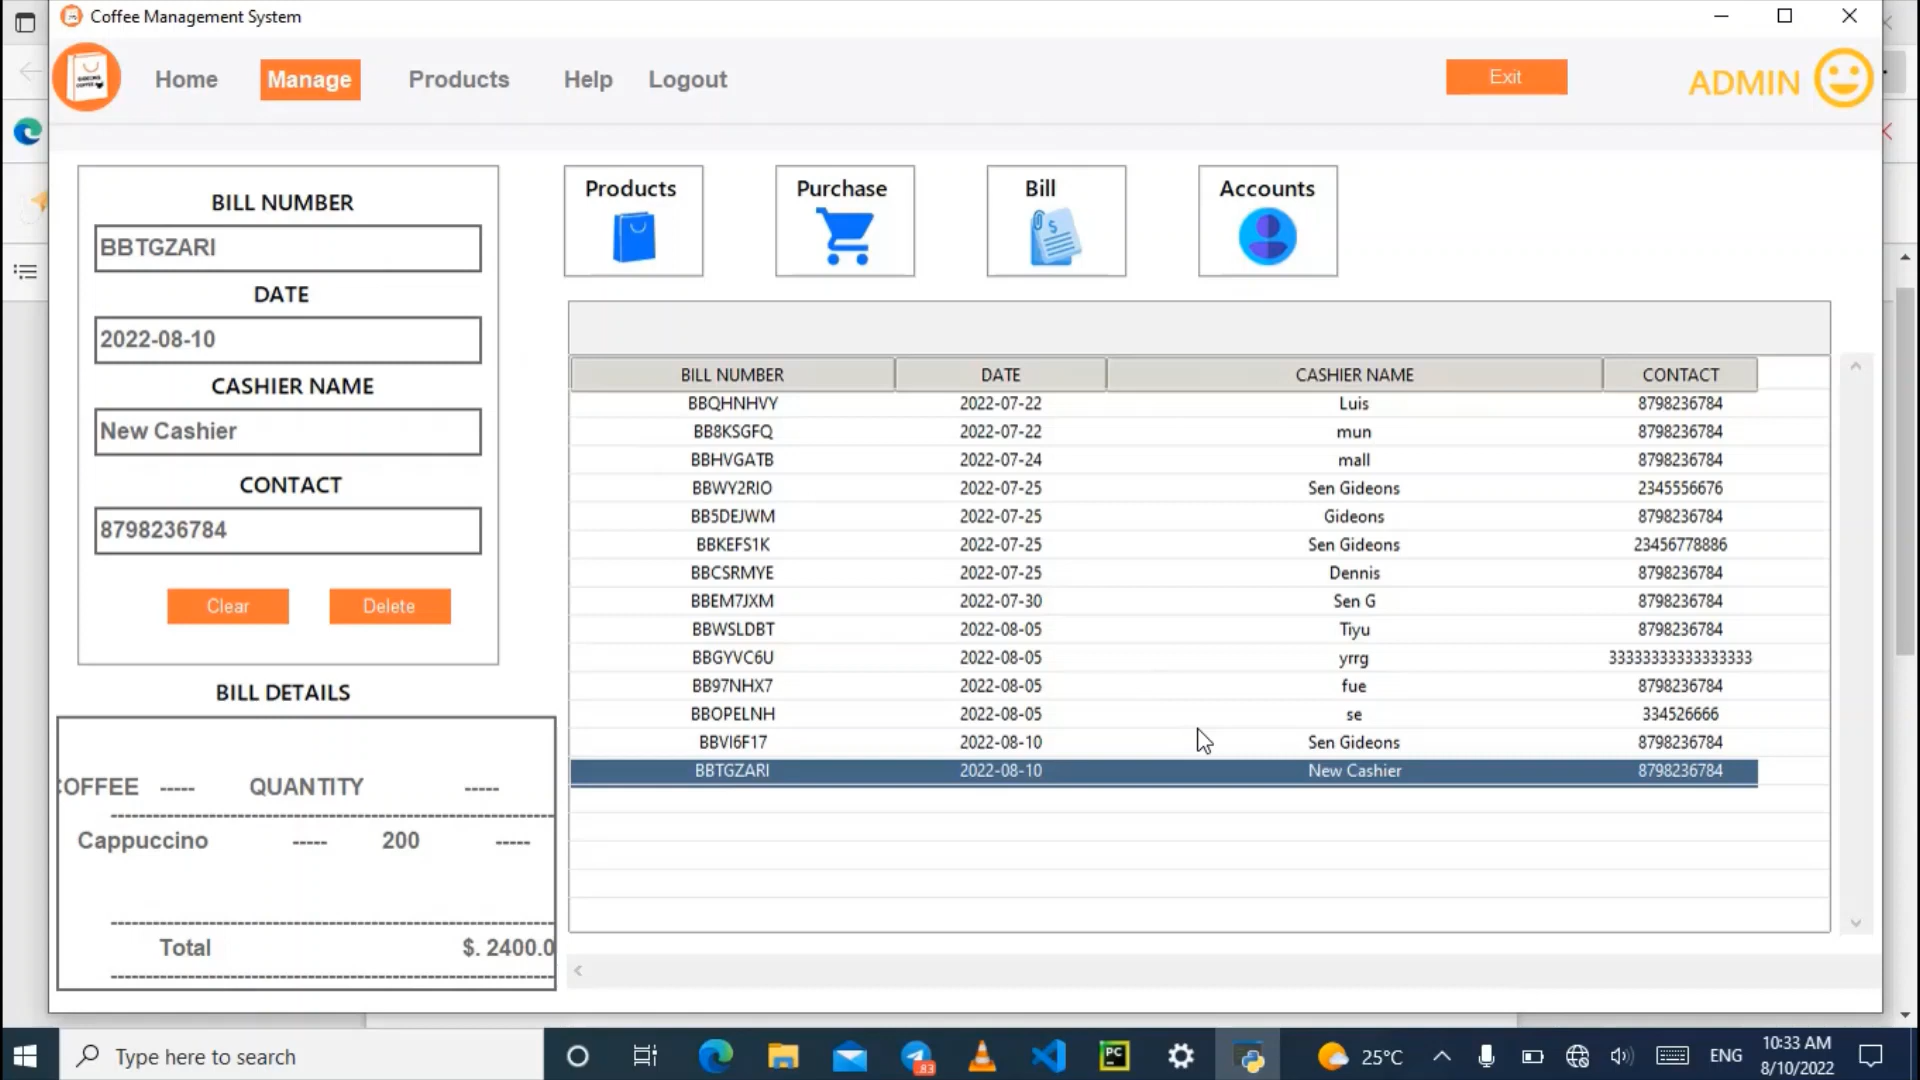 Coffee Management System
Home Manage Products Help Logout Exit ADMIN
BILL NUMBER
BBTGZARI
DATE
2022-08-10
CASHIER NAME
New Cashier
CONTACT
8798236784
Clear Delete
BILL DETAILS
COFFEE ----- QUANTITY -----
Cappuccino ----- 200 -----
Total $. 2400.0
Products Purchase Bill Accounts
BILL NUMBER DATE CASHIER NAME CONTACT
BBQHNHVY 2022-07-22 Luis 8798236784
BB8KSGFQ 2022-07-22 mun 8798236784
BBHVGATB 2022-07-24 mall 8798236784
BBWY2RIO 2022-07-25 Sen Gideons 2345556676
BB5DEJWM 2022-07-25 Gideons 8798236784
BBKEFS1K 2022-07-25 Sen Gideons 23456778886
BBCSRMYE 2022-07-25 Dennis 8798236784
BBEM7JXM 2022-07-30 Sen G 8798236784
BBWSLDBT 2022-08-05 Tiyu 8798236784
BBGYVC6U 2022-08-05 yrrg 33333333333333333
BB97NHX7 2022-08-05 fue 8798236784
BBOPELNH 2022-08-05 se 334526666
BBVI6F17 2022-08-10 Sen Gideons 8798236784
BBTGZARI 2022-08-10 New Cashier 8798236784
Type here to search
83
PC
25°C
ENG
10:33 AM
8/10/2022